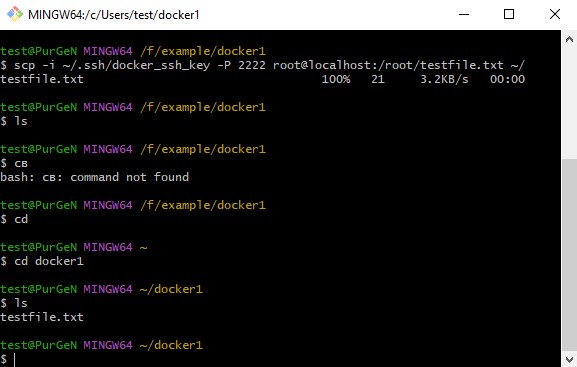 MINGW64:/c/Users/test/docker1
test@PurGeN MINGW64 /f/example/docker1
$ scp -i ~/.ssh/docker_ssh_key -P 2222 root@localhost:/root/testfile.txt ~/
testfile.txt 100% 21 3.2KB/s 00:00
test@PurGeN MINGW64 /f/example/docker1
$ ls
test@PurGeN MINGW64 /f/example/docker1
$ св
bash: св: command not found
test@PurGeN MINGW64 /f/example/docker1
$ cd
test@PurGeN MINGW64 ~
$ cd docker1
test@PurGeN MINGW64 ~/docker1
$ ls
testfile.txt
test@PurGeN MINGW64 ~/docker1
$